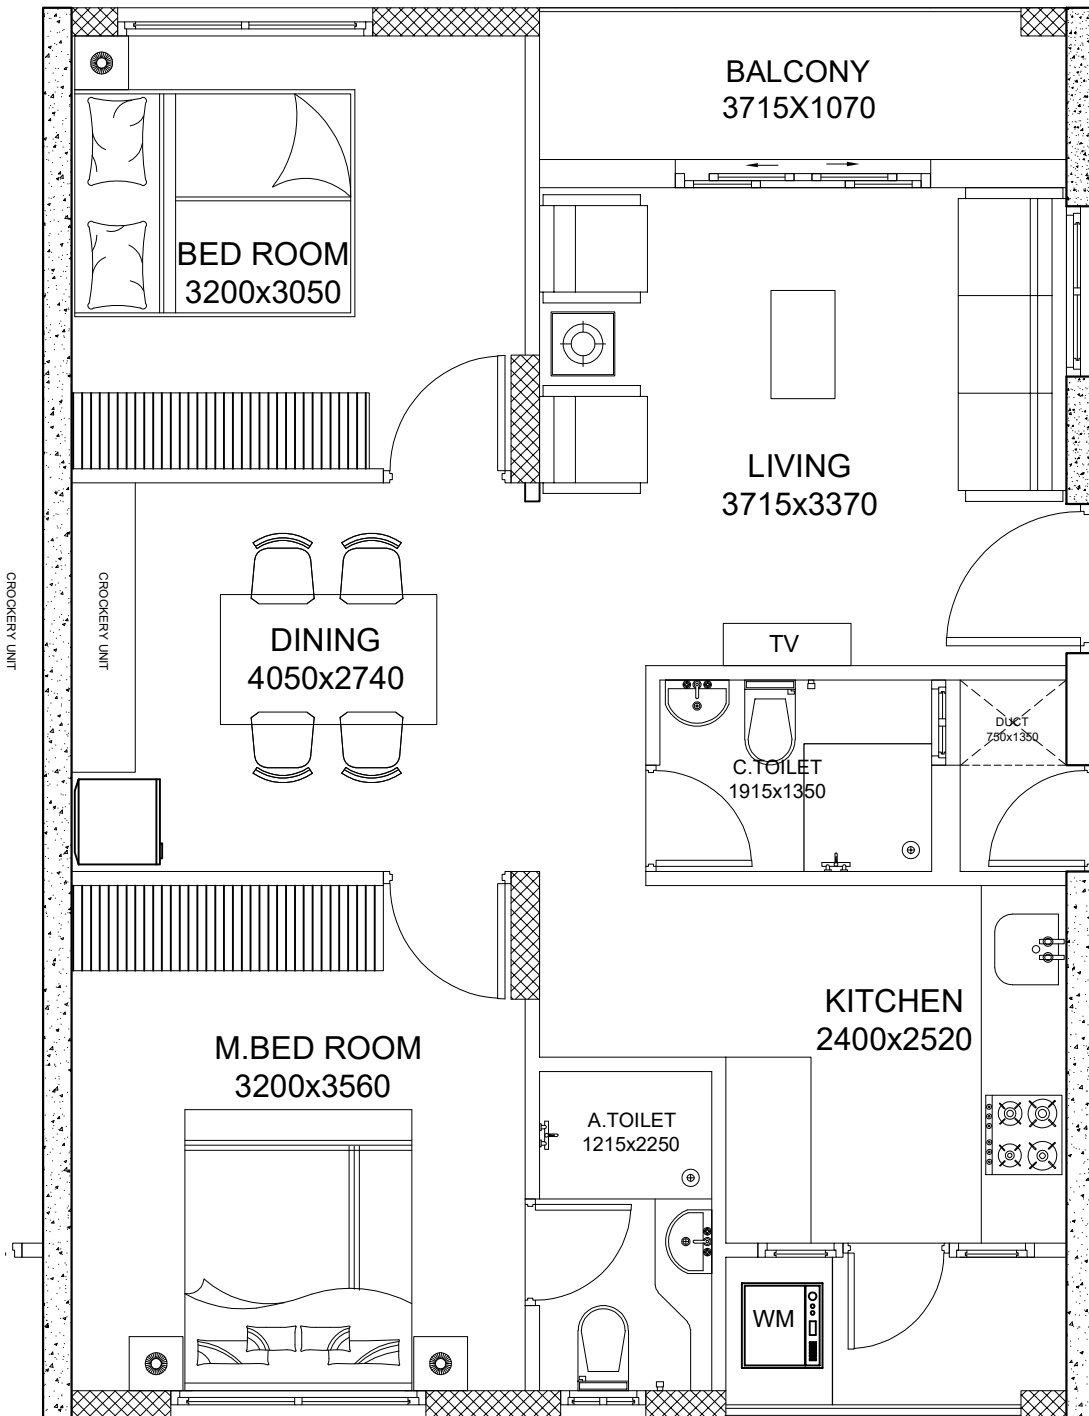 BALCONY
3715X1070
BED ROOM
3200x3050
LIVING
3715x3370
CROCKERY UNIT
CROCKERY UNIT
DINING
4050x2740
TV
DUCT
750x1350
C.TOILET
1915x1350
KITCHEN
2400x2520
M.BED ROOM
3200x3560
A.TOILET
1215x2250
WM